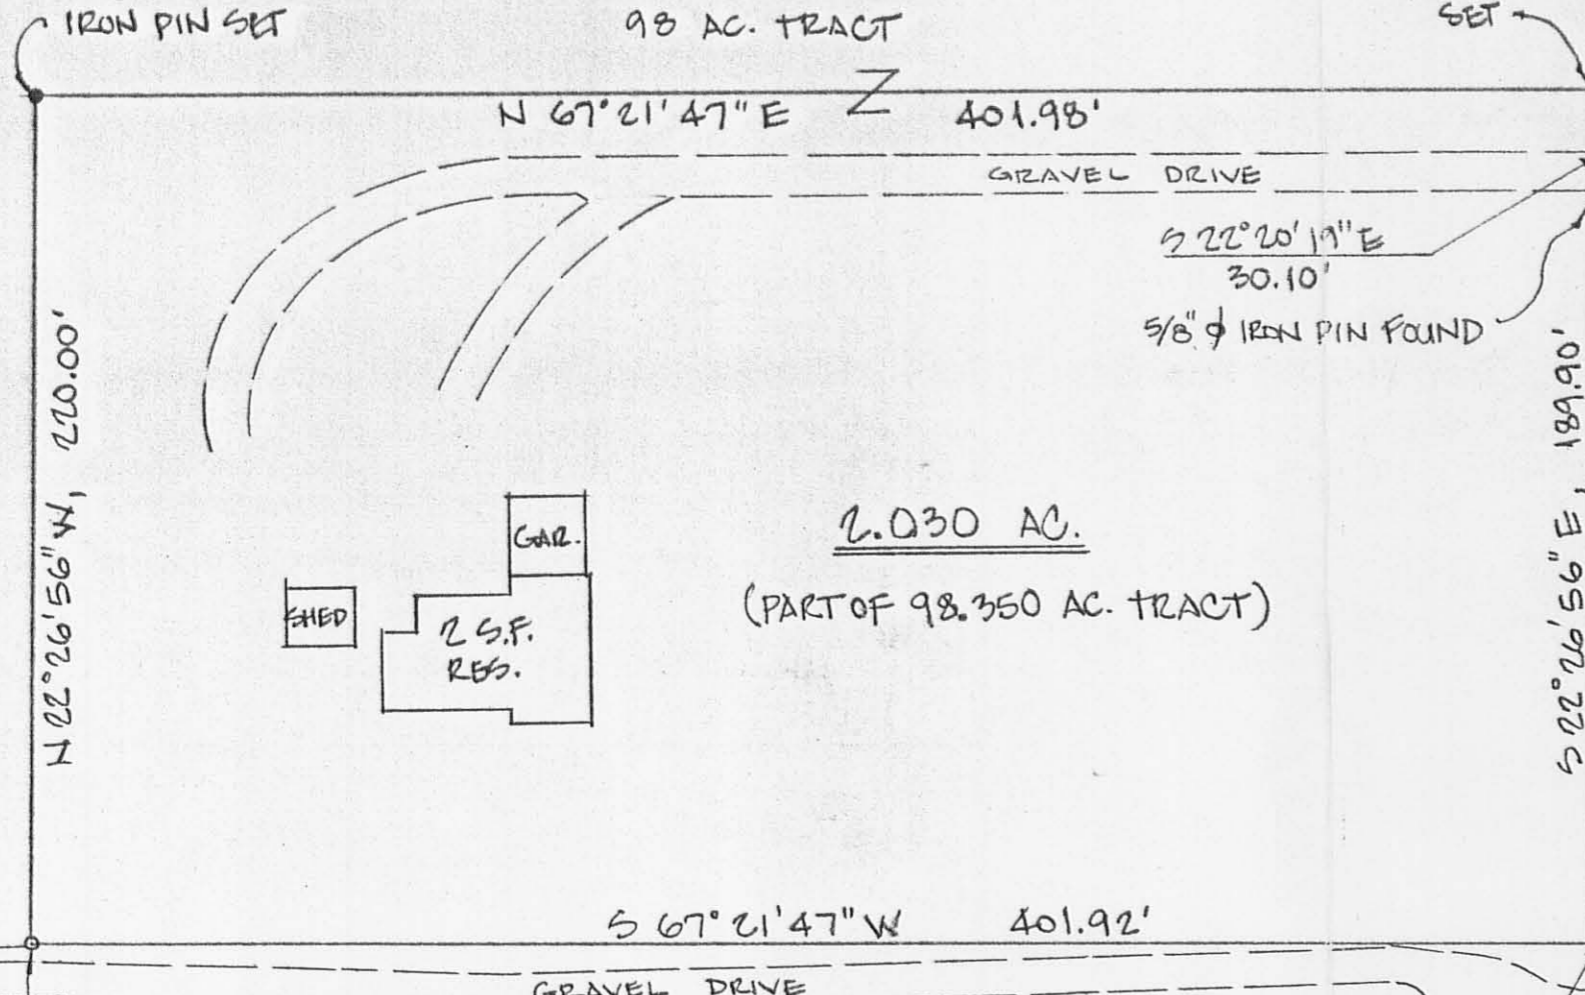 IRON PIN SET
98 AC. TRACT
SET
N 67°21'47" E Z 401.98'
GRAVEL DRIVE
S 22°20'19" E
30.10'
5/8" ⌀ IRON PIN FOUND
N 22°26'56" W, 220.00'
S 22°26'56" E, 189.90'
GAR.
2.030 AC.
(PART OF 98.350 AC. TRACT)
SHED
2 S.F.
RES.
S 67°21'47" W 401.92'
GRAVEL DRIVE